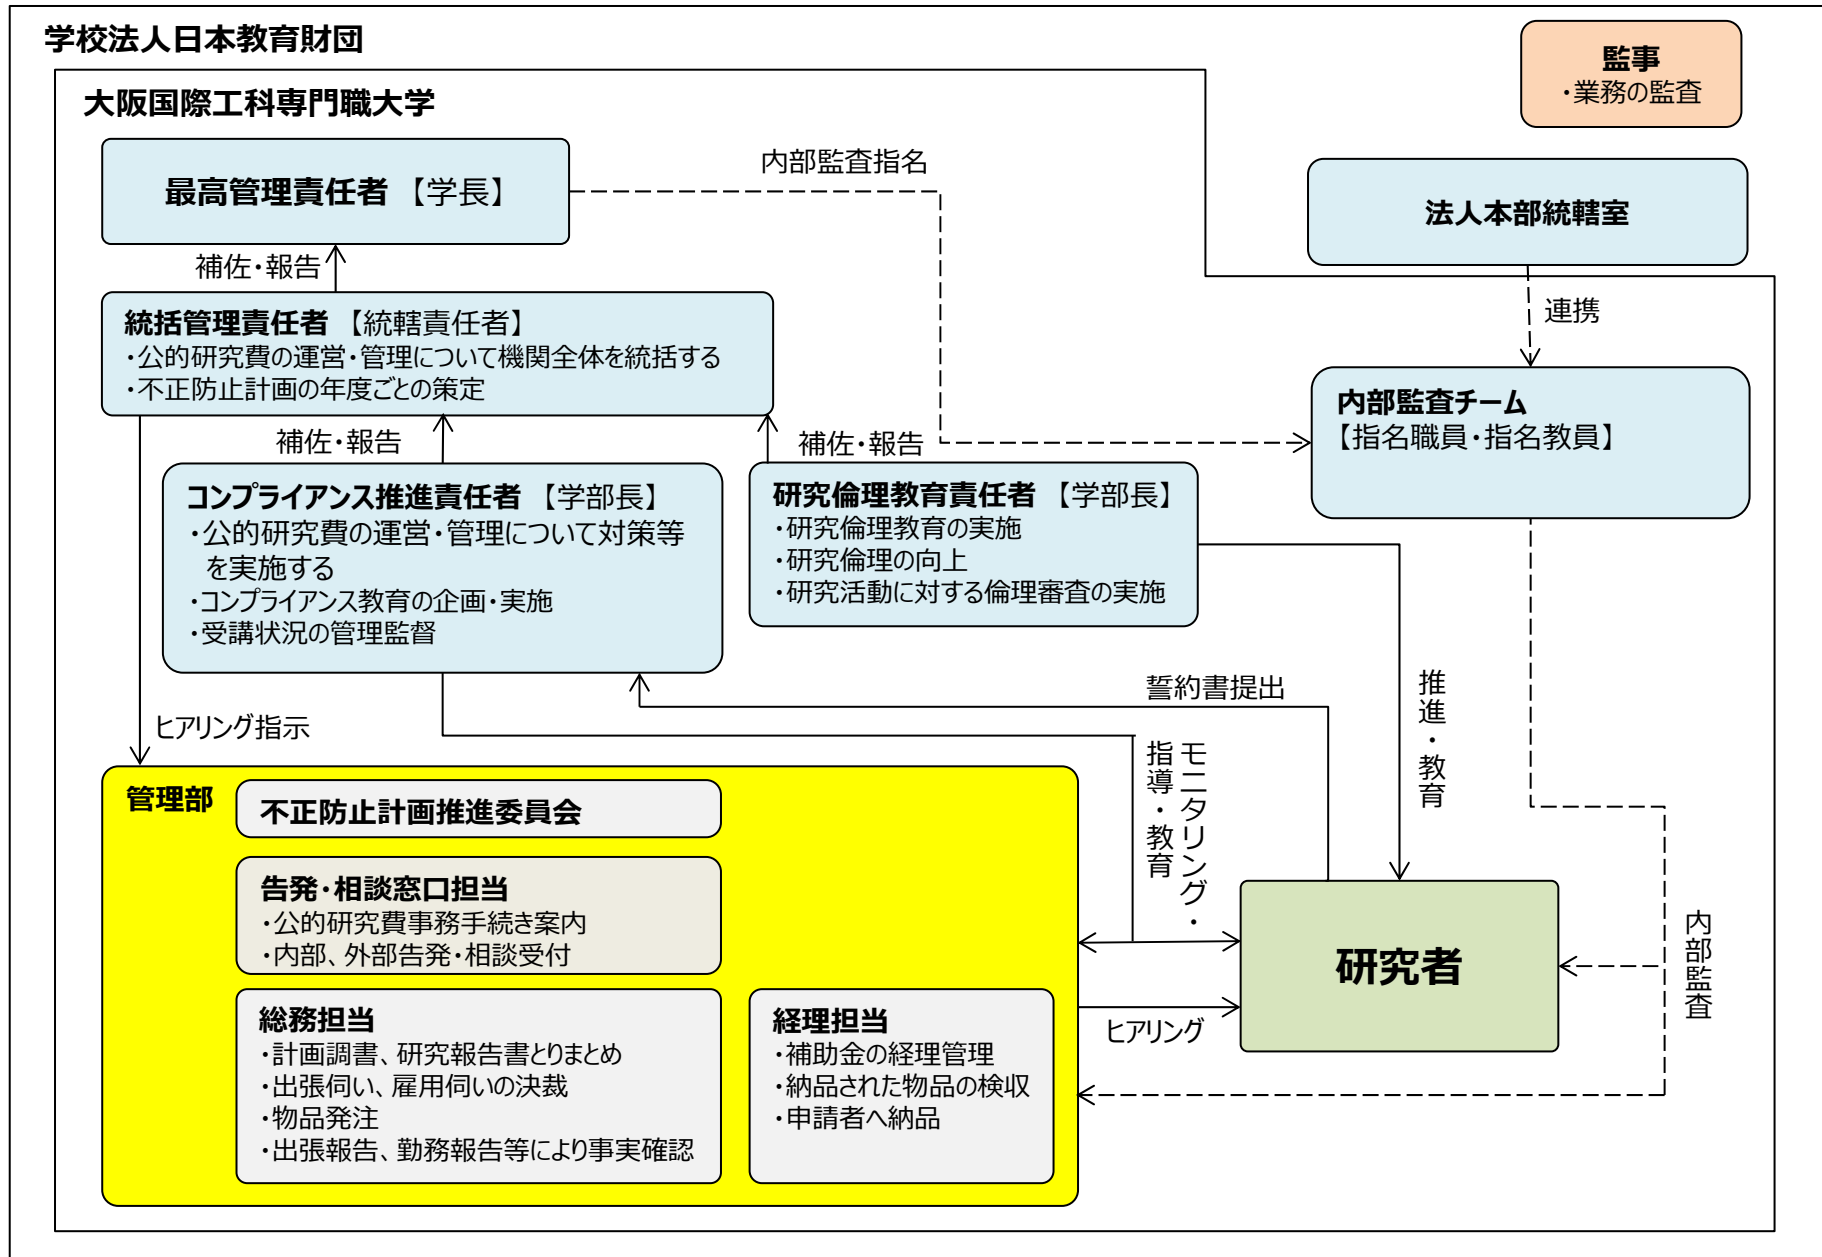 学校法人日本教育財団
監事
・業務の監査
大阪国際工科専門職大学
最高管理責任者 【学長】
内部監査指名
法人本部統轄室
補佐・報告
連携
統括管理責任者 【統轄責任者】
・公的研究費の運営・管理について機関全体を統括する
・不正防止計画の年度ごとの策定
内部監査チーム
【指名職員・指名教員】
補佐・報告
補佐・報告
コンプライアンス推進責任者 【学部長】
・公的研究費の運営・管理について対策等
を実施する
・コンプライアンス教育の企画・実施
・受講状況の管理監督
研究倫理教育責任者 【学部長】
・研究倫理教育の実施
・研究倫理の向上
・研究活動に対する倫理審査の実施
誓約書提出
推進・教育
ヒアリング指示
モニタリング・
指導・教育
管理部
不正防止計画推進委員会
告発・相談窓口担当
・公的研究費事務手続き案内
・内部、外部告発・相談受付
研究者
内部監査
総務担当
・計画調書、研究報告書とりまとめ
・出張伺い、雇用伺いの決裁
・物品発注
・出張報告、勤務報告等により事実確認
経理担当
・補助金の経理管理
・納品された物品の検収
・申請者へ納品
ヒアリング